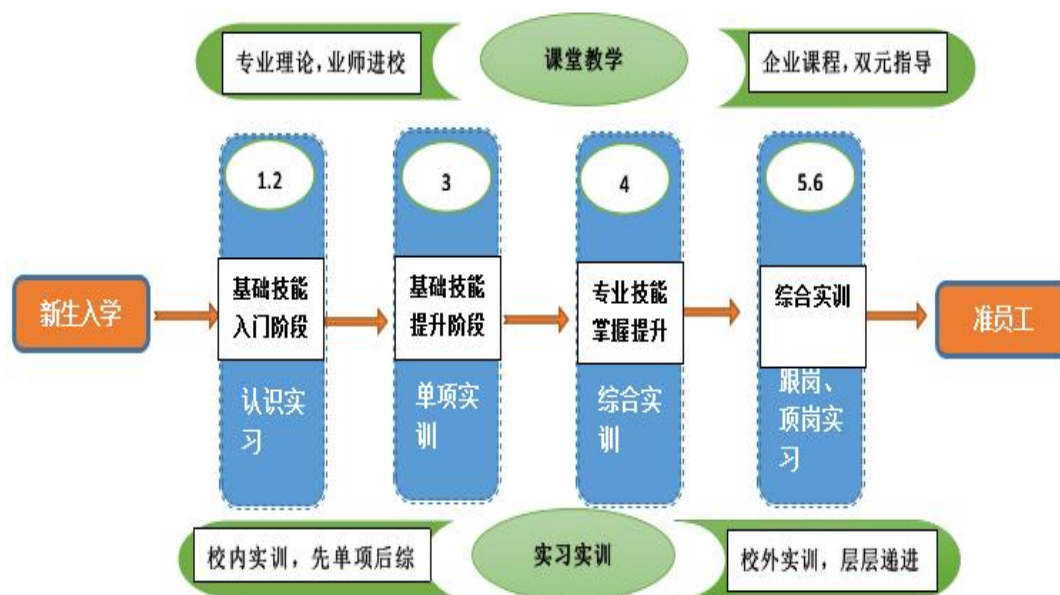 专业理论,业师进校
课堂教学
企业课程,双元指导
1.2
3
4
5.6
新生入学
基础技能
入门阶段
基础技能
提升阶段
专业技能
掌握提升
综合实训
准员工
认识实
习
单项实
训
综合实
训
跟岗、
顶岗实
习
校内实训，先单项后综
实习实训
校外实训，层层递进